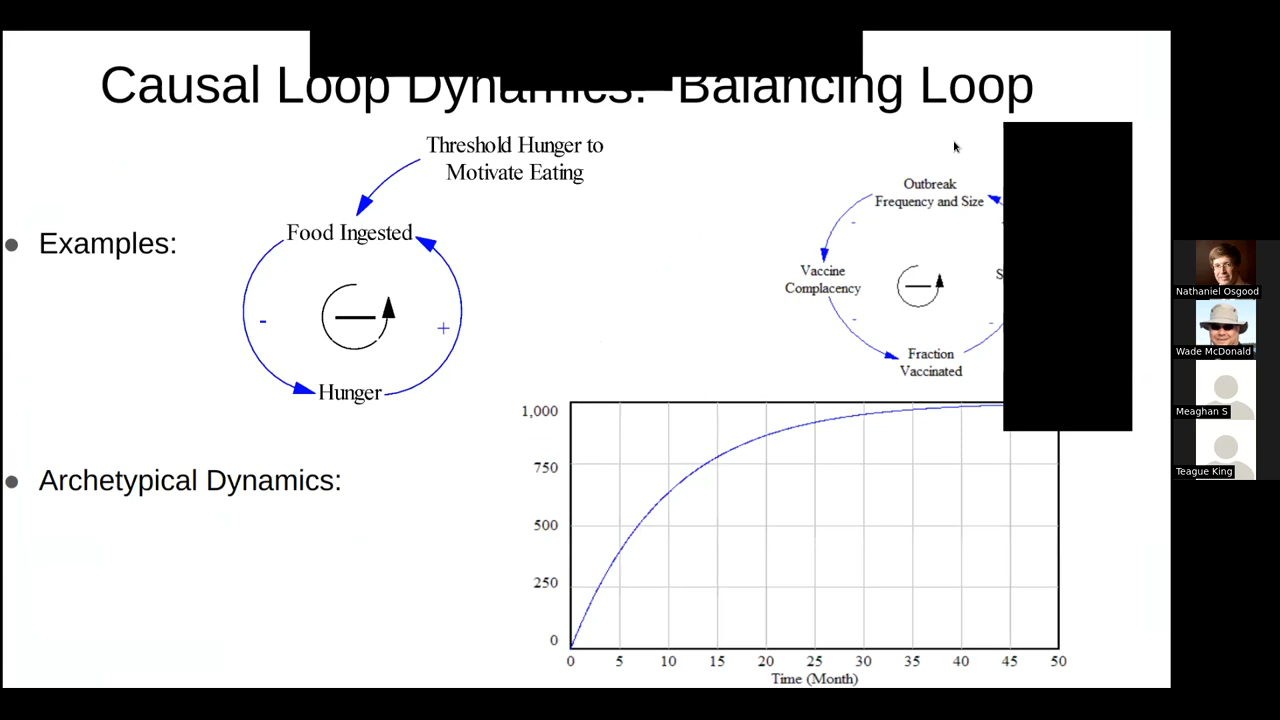 Causal Loop Dynamics: Balancing Loop
Threshold Hunger to
Motivate Eating
Food Ingested
-
+
Hunger
Outbreak
Frequency and Size
-
Vaccine
Complacency
S
-
-
Fraction
Vaccinated
• Examples:
• Archetypical Dynamics:
1,000
750
500
250
0
0 5 10 15 20 25 30 35 40 45 50
Time (Month)
Nathaniel Osgood
Wade McDonald
Meaghan S
Teague King